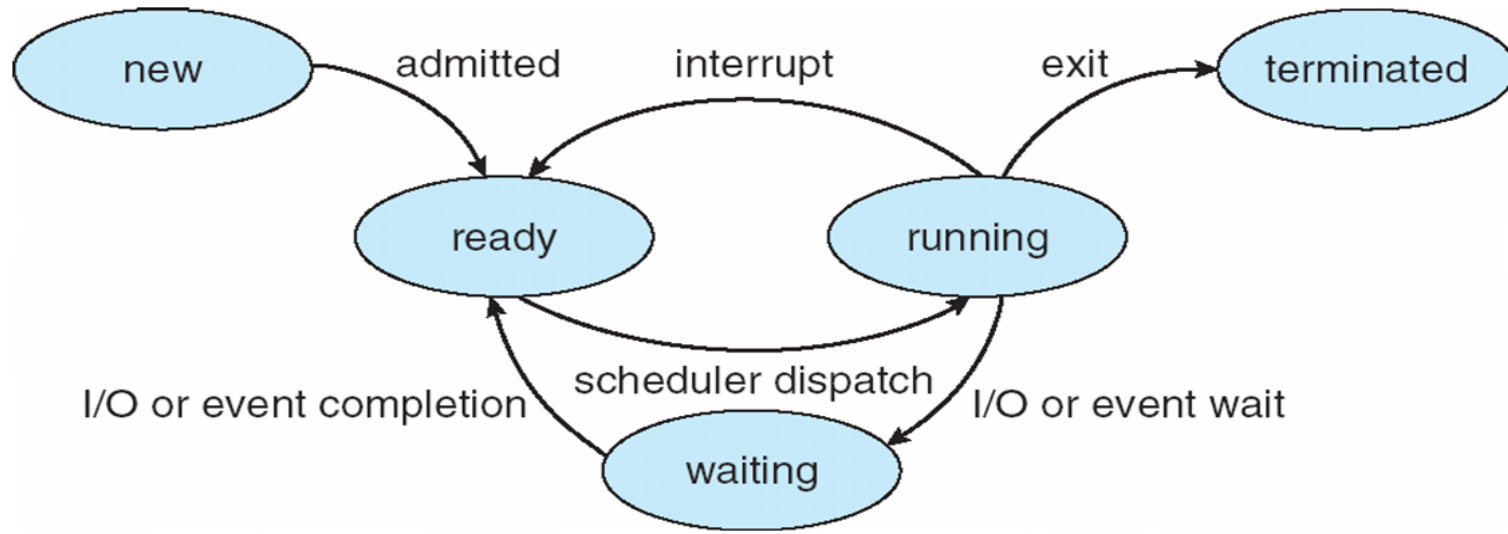 new
admitted
interrupt
exit
terminated
ready
running
scheduler dispatch
I/O or event completion
I/O or event wait
waiting